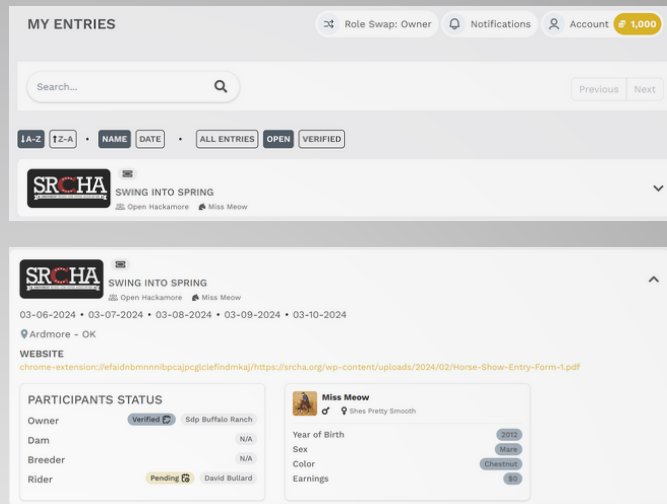 MY ENTRIES
Role Swap: Owner
Notifications
Account
1,000
Search...
Previous Next
A-Z Z-A • NAME DATE • ALL ENTRIES OPEN VERIFIED
SRCHA
SWING INTO SPRING
Open Hackamore Miss Meow
SRCHA
SWING INTO SPRING
Open Hackamore Miss Meow
03-06-2024 • 03-07-2024 • 03-08-2024 • 03-09-2024 • 03-10-2024
Ardmore - OK
WEBSITE
chrome-extension://efaidnbmnnnibpcajpcglclefindmkaj/https://srcha.org/wp-content/uploads/2024/02/Horse-Show-Entry-Form-1.pdf
PARTICIPANTS STATUS
Owner Verified Sdp Buffalo Ranch
Dam N/A
Breeder N/A
Rider Pending David Bullard
Miss Meow
♂ ♀ Shes Pretty Smooth
Year of Birth 2012
Sex Mare
Color Chestnut
Earnings $0